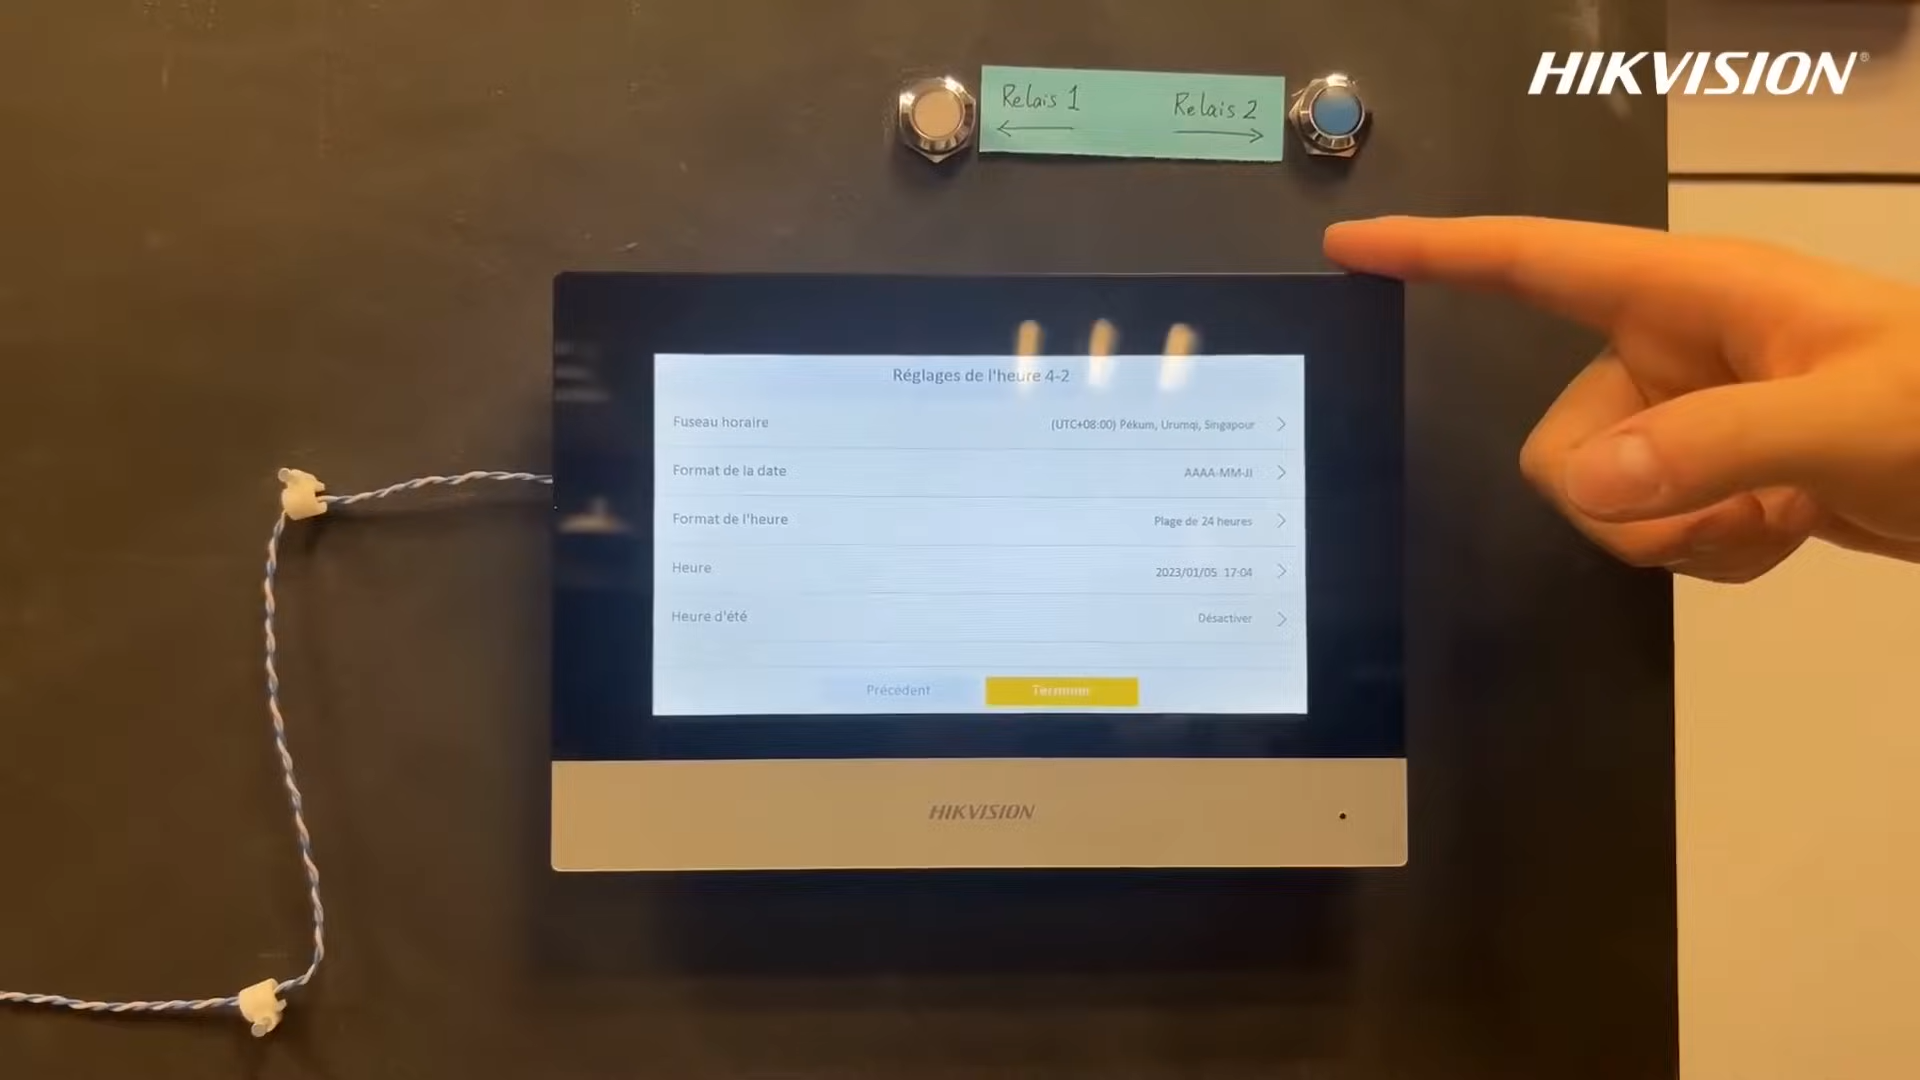 HIKVISION®
Relais 1
Relais 2
Réglages de l'heure 4-2
Fuseau horaire (UTC+08:00) Pékum, Urumqi, Singapour
Format de la date AAAA-MM-JJ
Format de l'heure Plage de 24 heures
Heure 2023/01/05 17:04
Heure d'été Désactiver
Précédent Terminer
HIKVISION